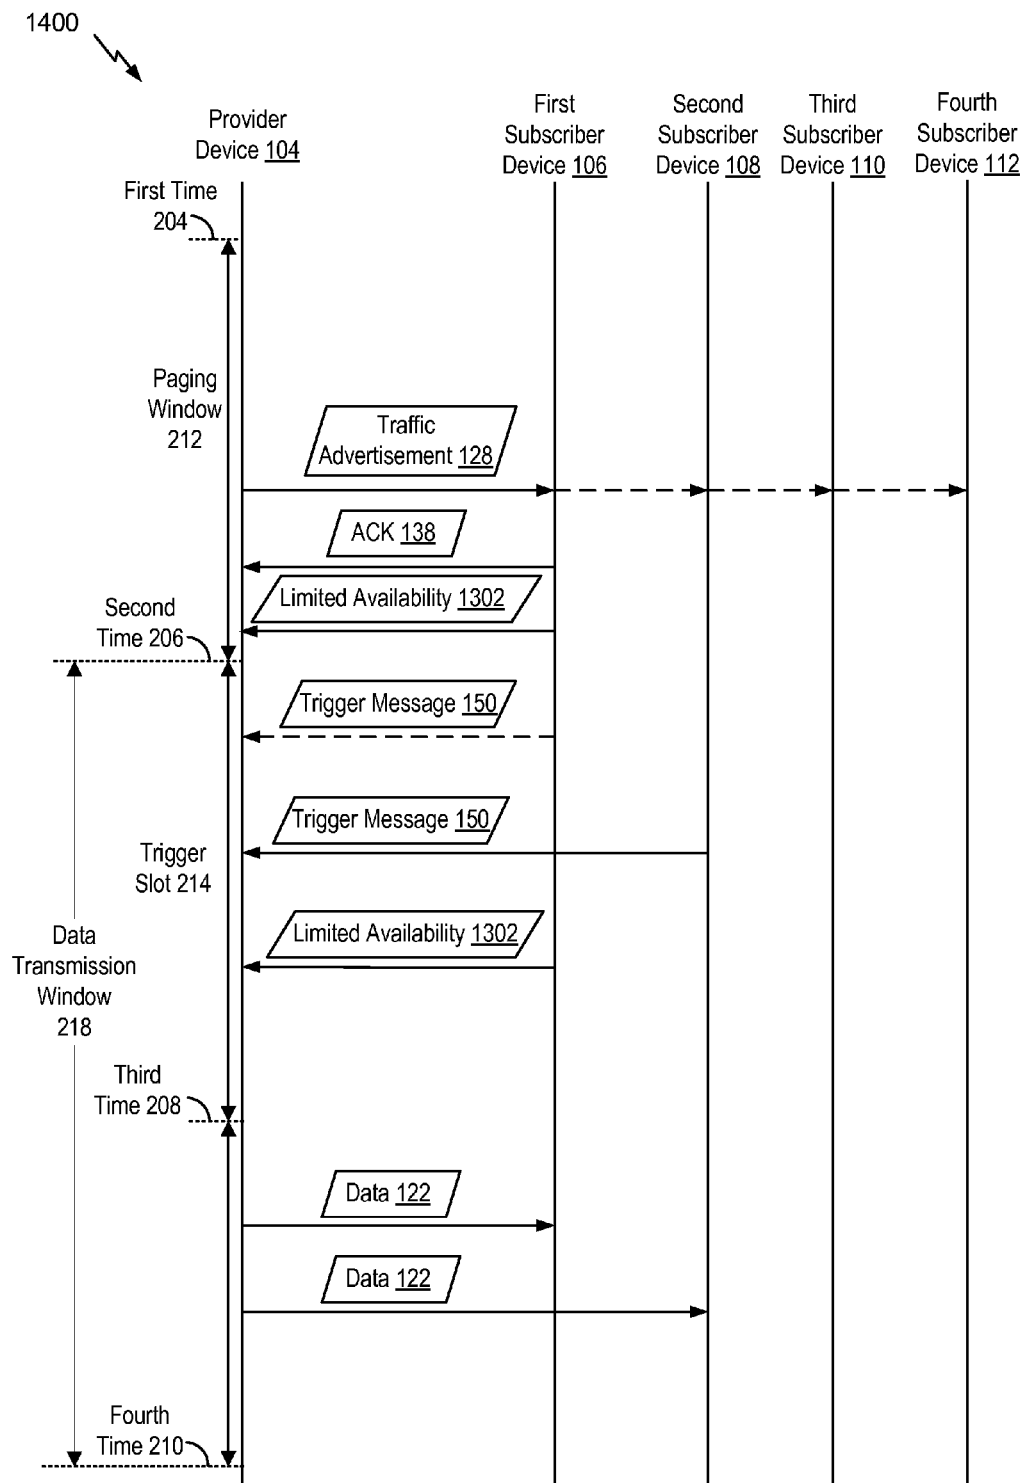 1400
Provider
Device 104
First
Subscriber
Device 106
Second
Subscriber
Device 108
Third
Subscriber
Device 110
Fourth
Subscriber
Device 112
First Time
204
Paging
Window
212
Traffic
Advertisement 128
ACK 138
Limited Availability 1302
Second
Time 206
Trigger Message 150
Trigger Message 150
Trigger
Slot 214
Limited Availability 1302
Data
Transmission
Window
218
Third
Time 208
Data 122
Data 122
Fourth
Time 210